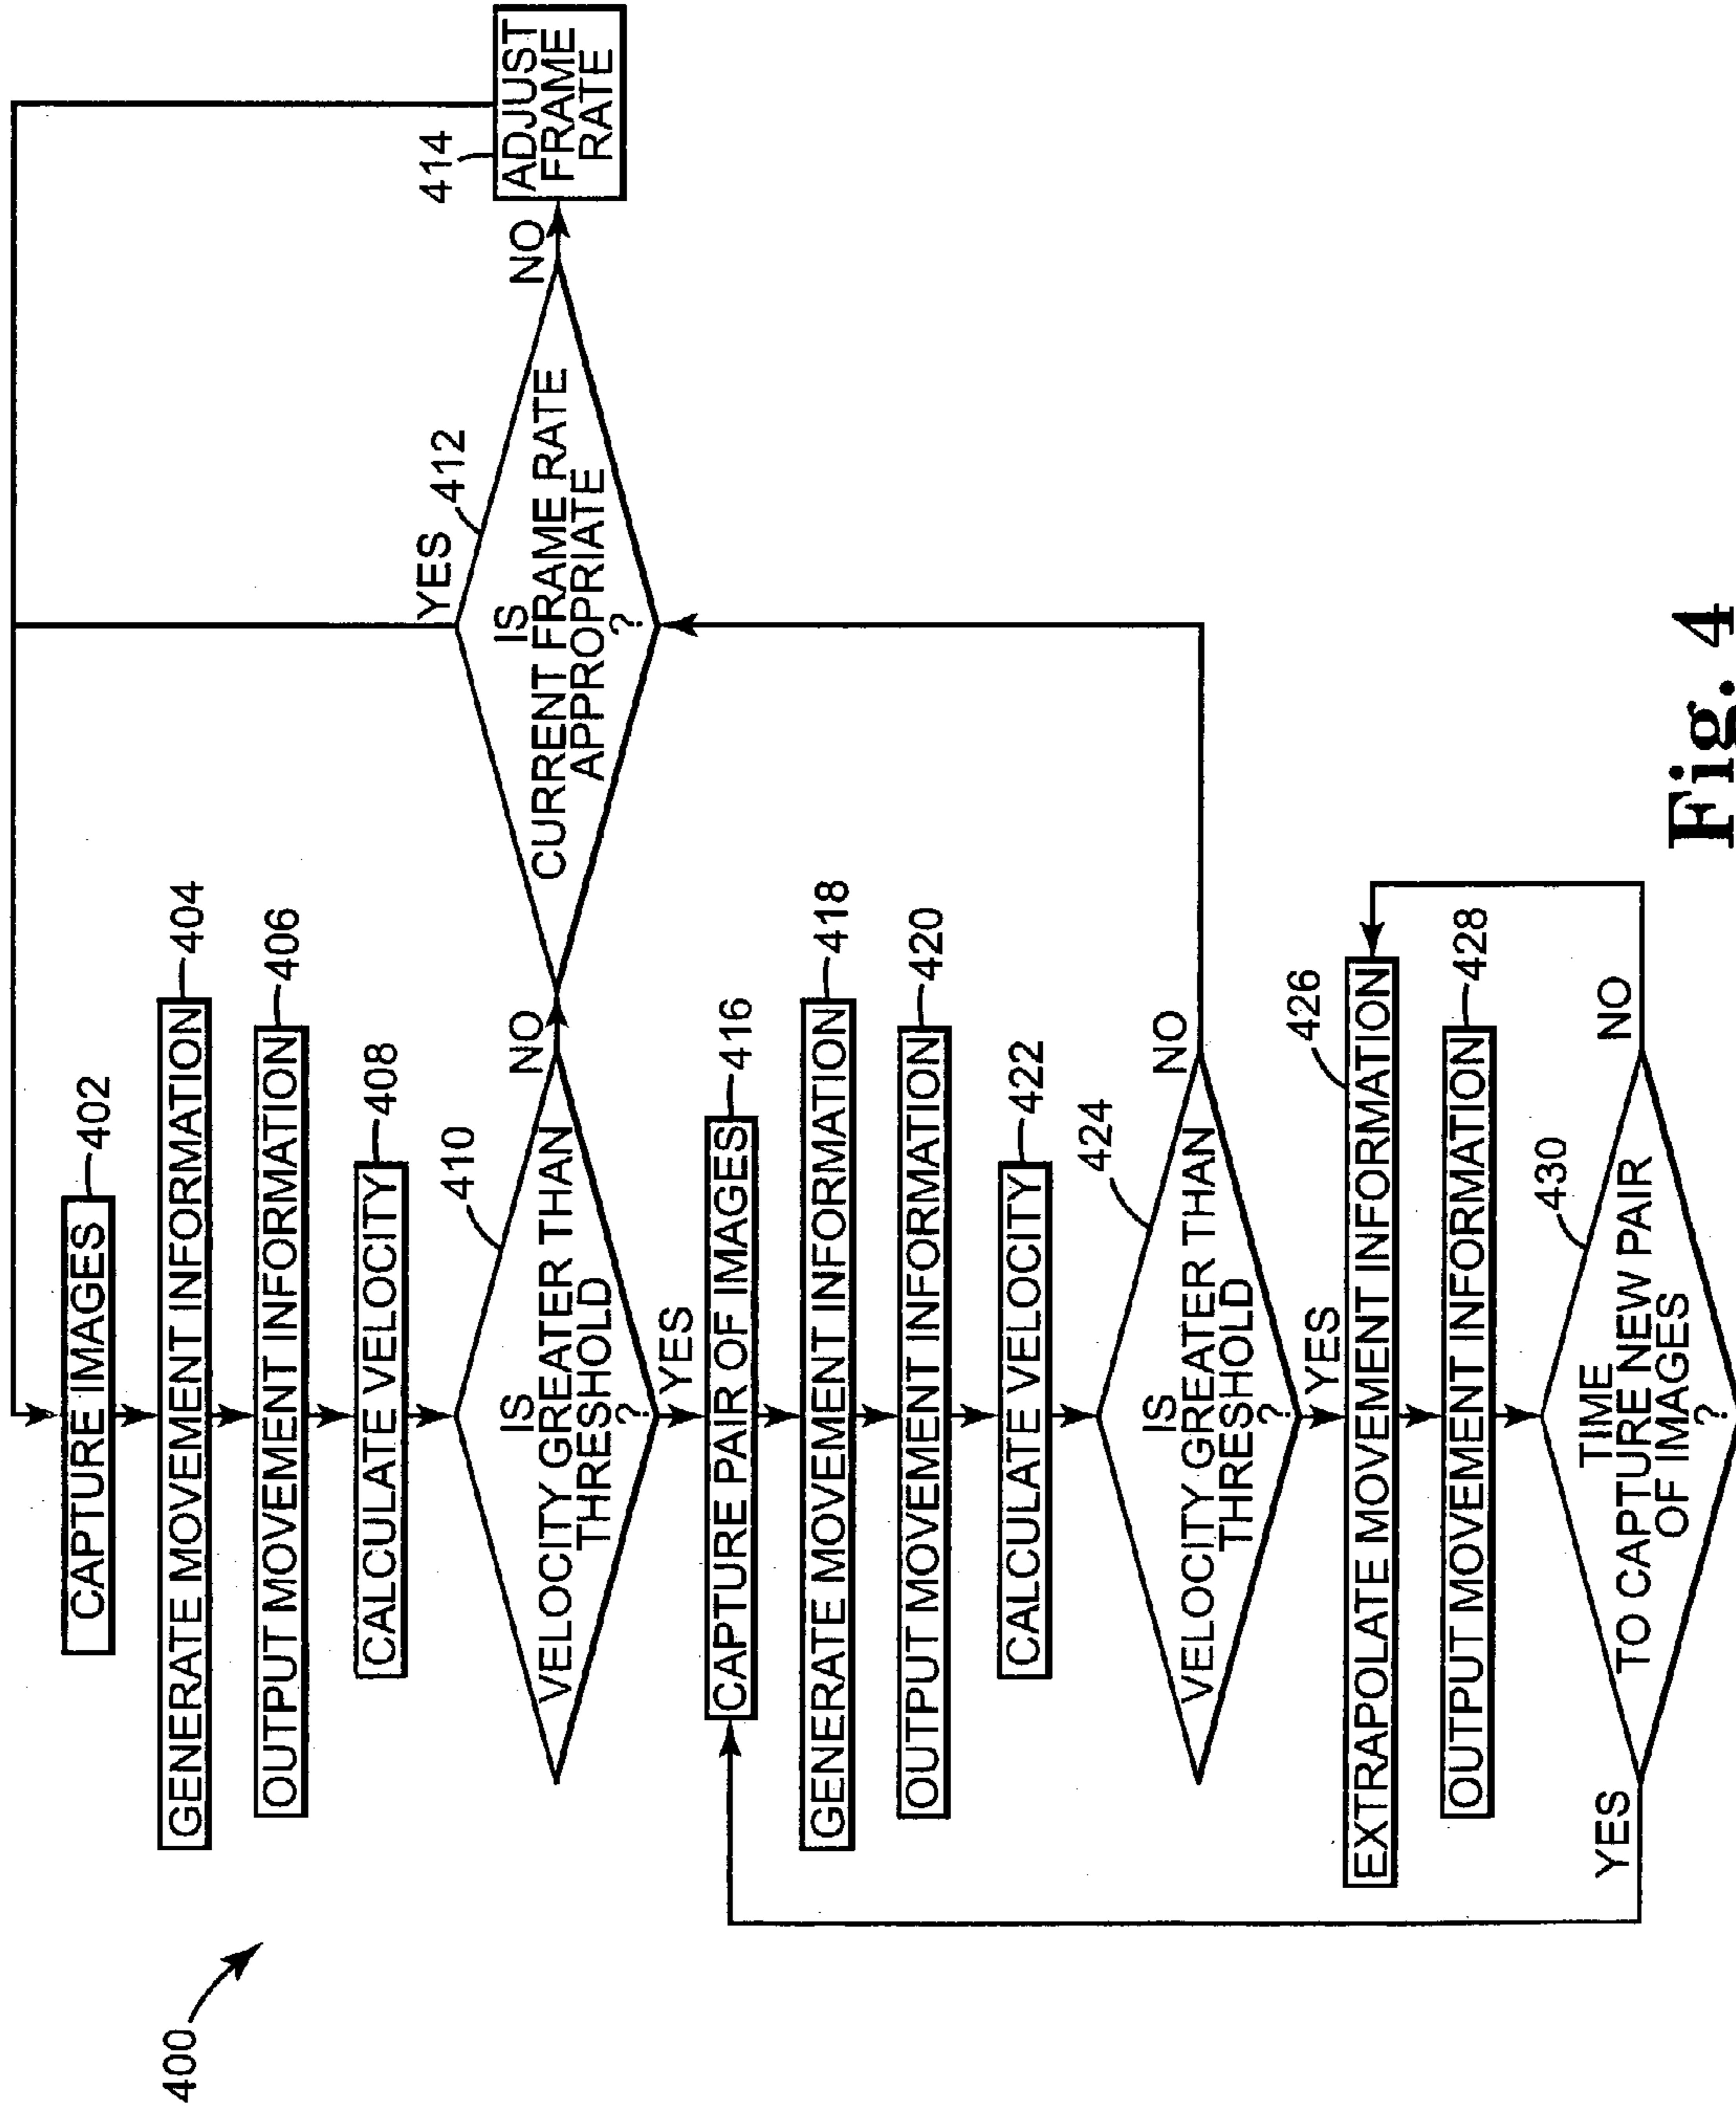 400
CAPTURE IMAGES
402
GENERATE MOVEMENT INFORMATION
404
OUTPUT MOVEMENT INFORMATION
406
CALCULATE VELOCITY
408
IS
VELOCITY GREATER THAN
THRESHOLD
?
410
NO
YES
IS
CURRENT FRAME RATE
APPROPRIATE
?
412
YES
NO
ADJUST
FRAME
RATE
414
CAPTURE PAIR OF IMAGES
416
GENERATE MOVEMENT INFORMATION
418
OUTPUT MOVEMENT INFORMATION
420
CALCULATE VELOCITY
422
IS
VELOCITY GREATER THAN
THRESHOLD
?
424
NO
YES
EXTRAPOLATE MOVEMENT INFORMATION
426
OUTPUT MOVEMENT INFORMATION
428
TIME
TO CAPTURE NEW PAIR
OF IMAGES
?
430
YES
NO
Fig. 4